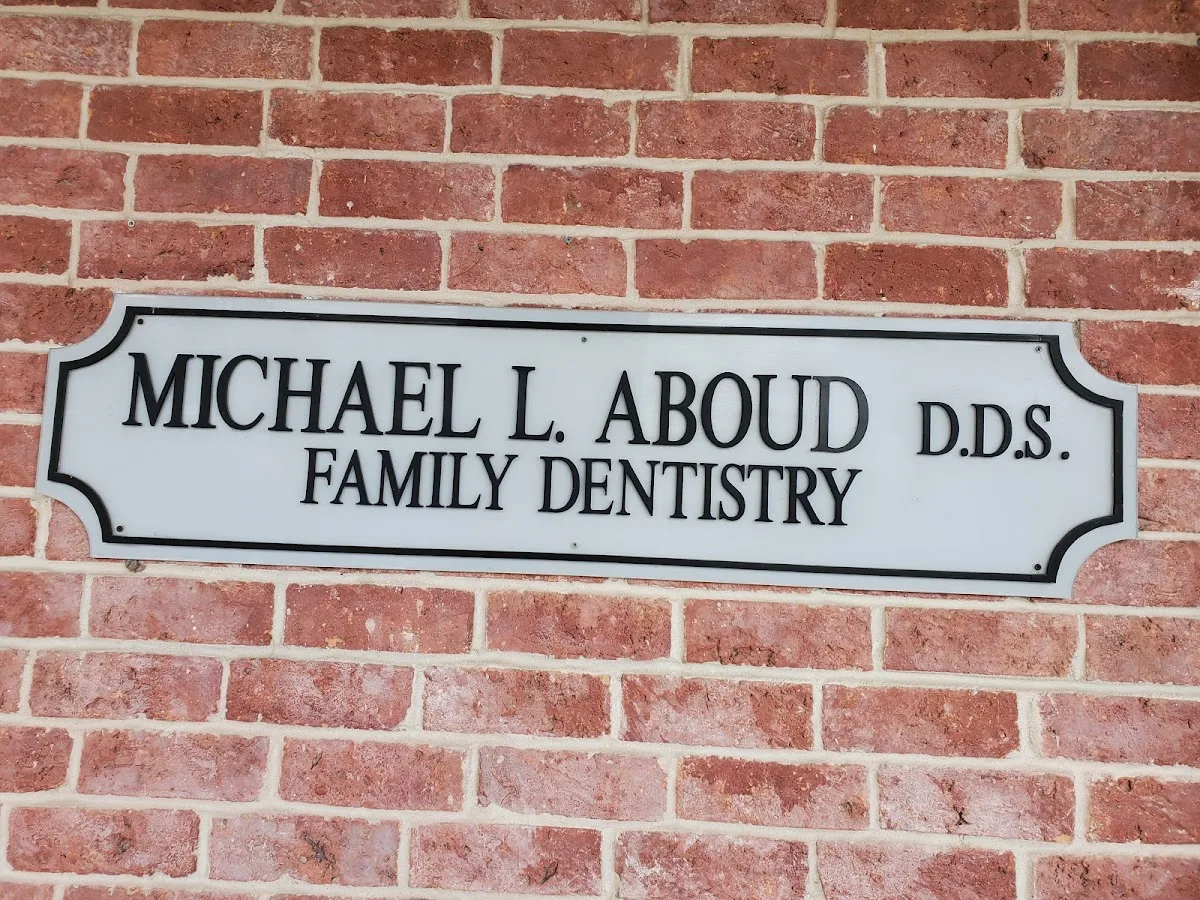 MICHAEL L. ABOUD D.D.S.
FAMILY DENTISTRY